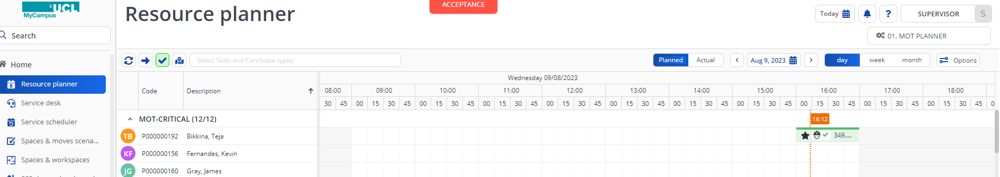 UCL
MyCampus
Resource planner
ACCEPTANCE
Today
?
SUPERVISOR
S
01, MOT PLANNER
Search
Home
Resource planner
Service desk
Service scheduler
Spaces & moves scena...
Spaces & workspaces
Select Skills and Certificate types
Planned
Actual
Aug 9, 2023
day
week
month
Options
Code
Description
Wednesday 09/08/2023
08:00 09:00 10:00 11:00 12:00 13:00 14:00 15:00 16:00 17:00 18:00
30 45 00 15 30 45 00 15 30 45 00 15 30 45 00 15 30 45 00 15 30 45 00 15 30 45 00 15 30 45 00 15 30 45 00 15 30 45 00 15 30 45
MOT-CRITICAL (12/12)
16:12
TB P000000192 Bikkina, Teja 349....
KF P000000156 Fernandes, Kevin
JG P000000160 Gray, James